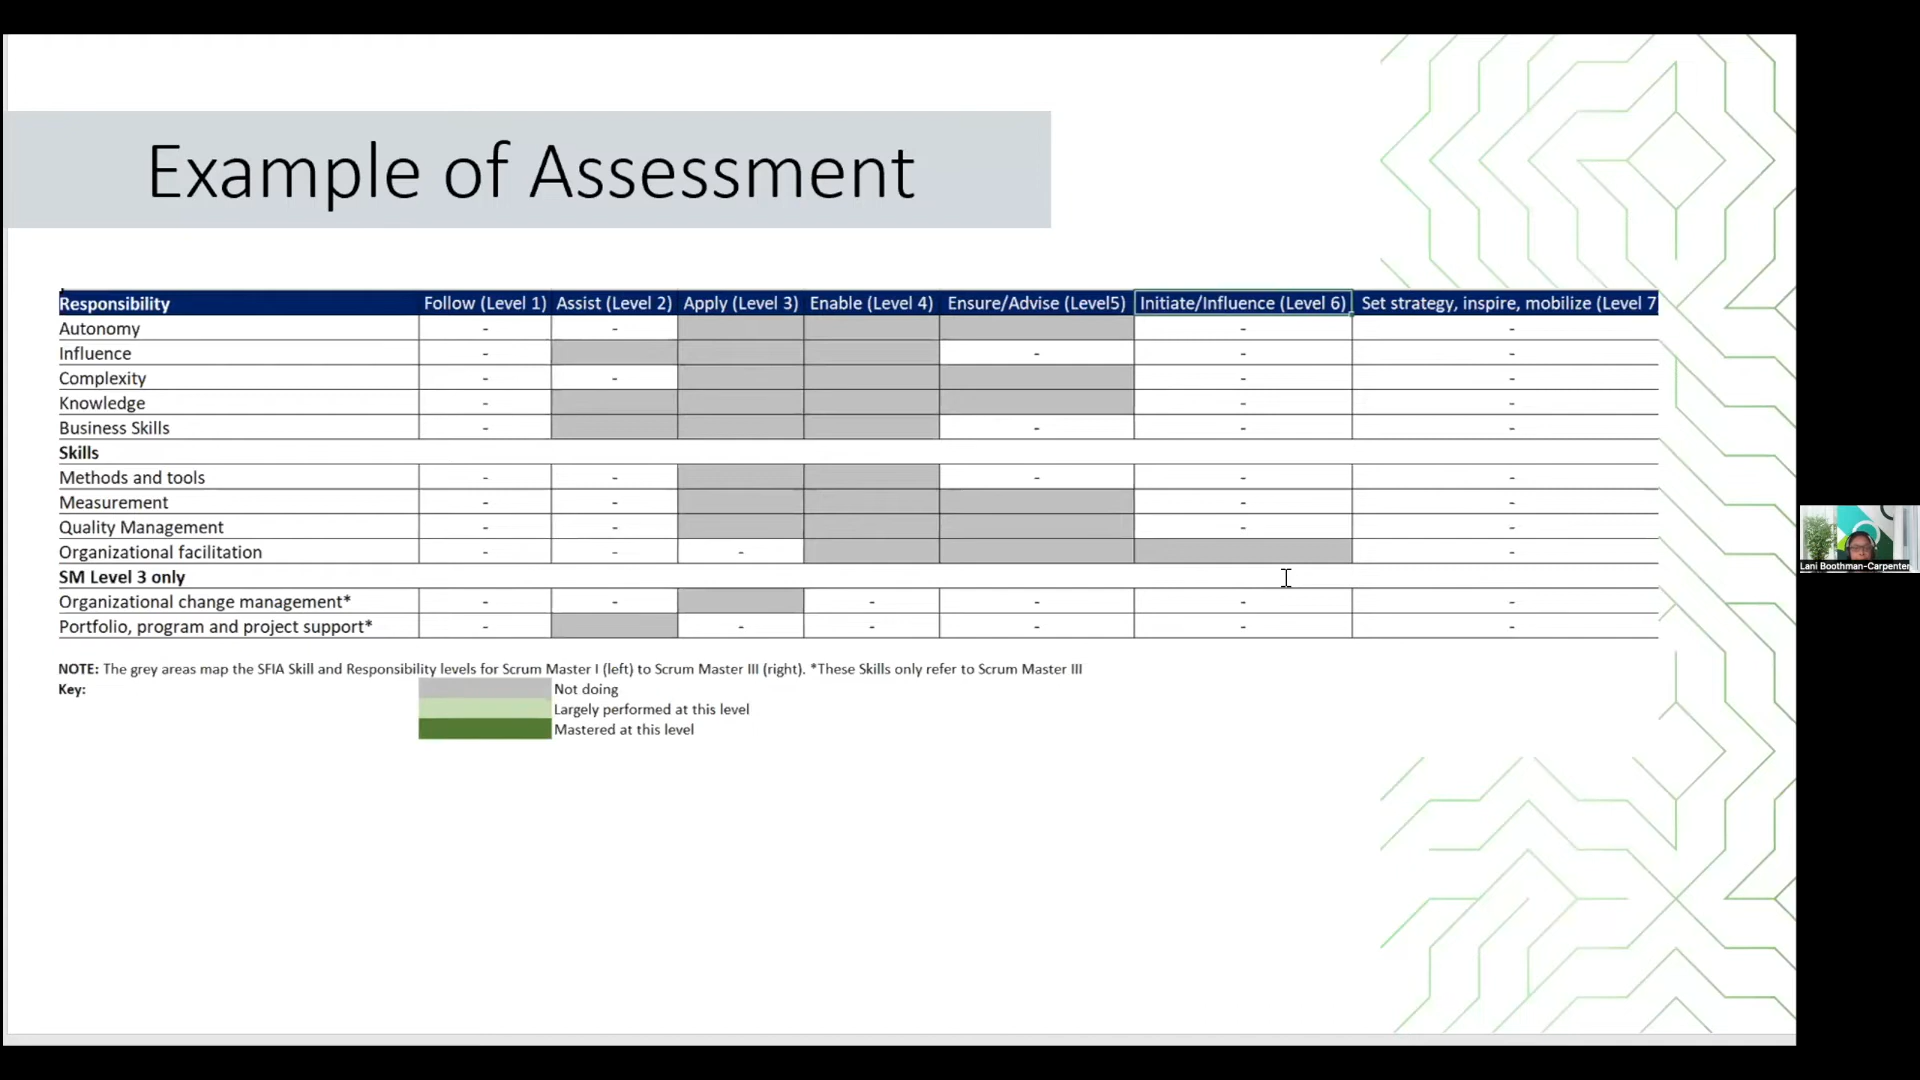 Example of Assessment
Responsibility Follow (Level 1) Assist (Level 2) Apply (Level 3) Enable (Level 4) Ensure/Advise (Level5) Initiate/Influence (Level 6) Set strategy, inspire, mobilize (Level 7
Autonomy - - - -
Influence - - - -
Complexity - - - -
Knowledge - - -
Business Skills - - - -
Skills
Methods and tools - - - - -
Measurement - - - -
Quality Management - - - -
Organizational facilitation - - - -
SM Level 3 only
Organizational change management* - - - - - -
Portfolio, program and project support* - - - - - -
NOTE: The grey areas map the SFIA Skill and Responsibility levels for Scrum Master I (left) to Scrum Master III (right). *These Skills only refer to Scrum Master III
Key: Not doing
Largely performed at this level
Mastered at this level
Lani Boothman-Carpenter